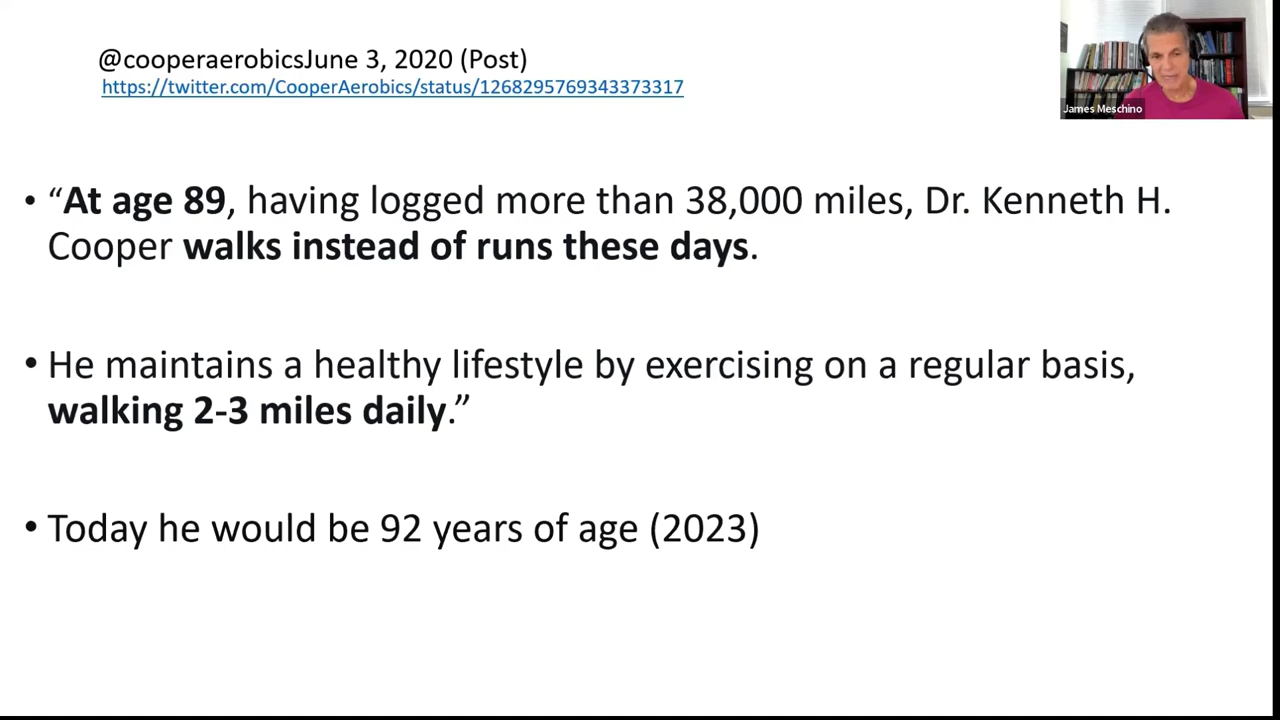 @cooperaerobicsJune 3, 2020 (Post)
https://twitter.com/CooperAerobics/status/1268295769343373317
James Meschino
• “At age 89, having logged more than 38,000 miles, Dr. Kenneth H.
Cooper walks instead of runs these days.
• He maintains a healthy lifestyle by exercising on a regular basis,
walking 2-3 miles daily.”
• Today he would be 92 years of age (2023)